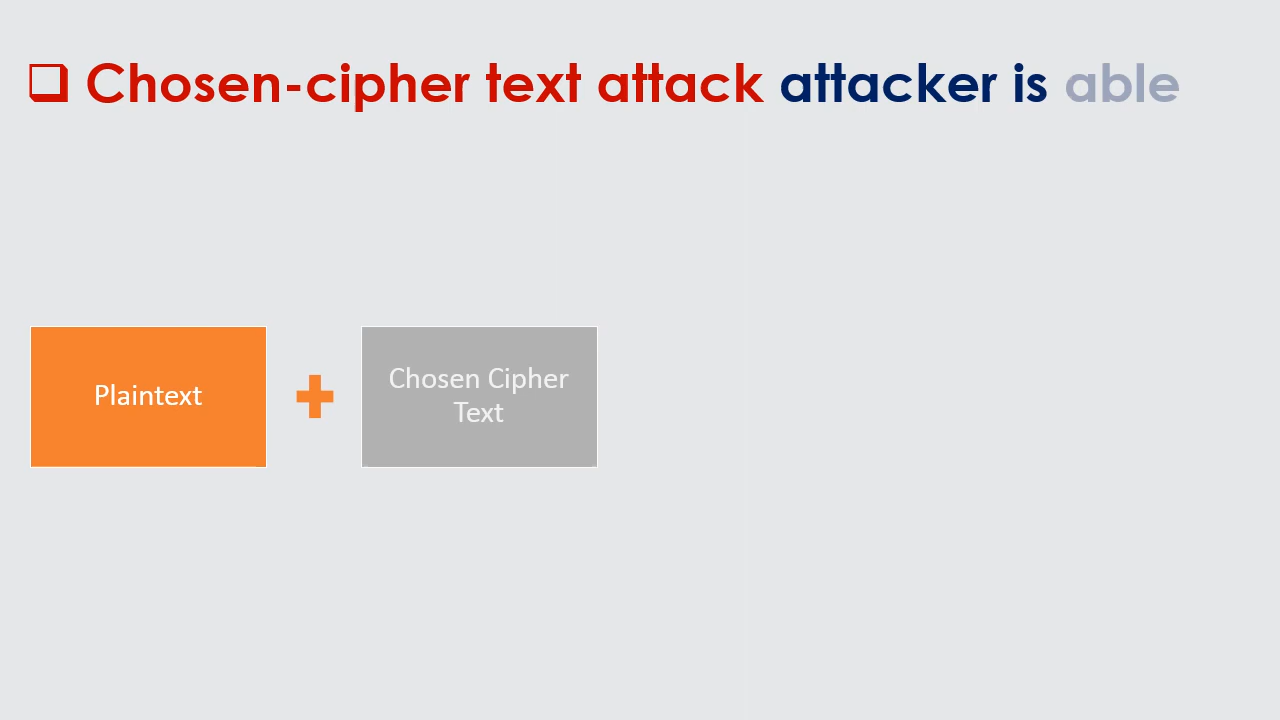 ❑ Chosen-cipher text attack attacker is able
Plaintext
Chosen Cipher
Text